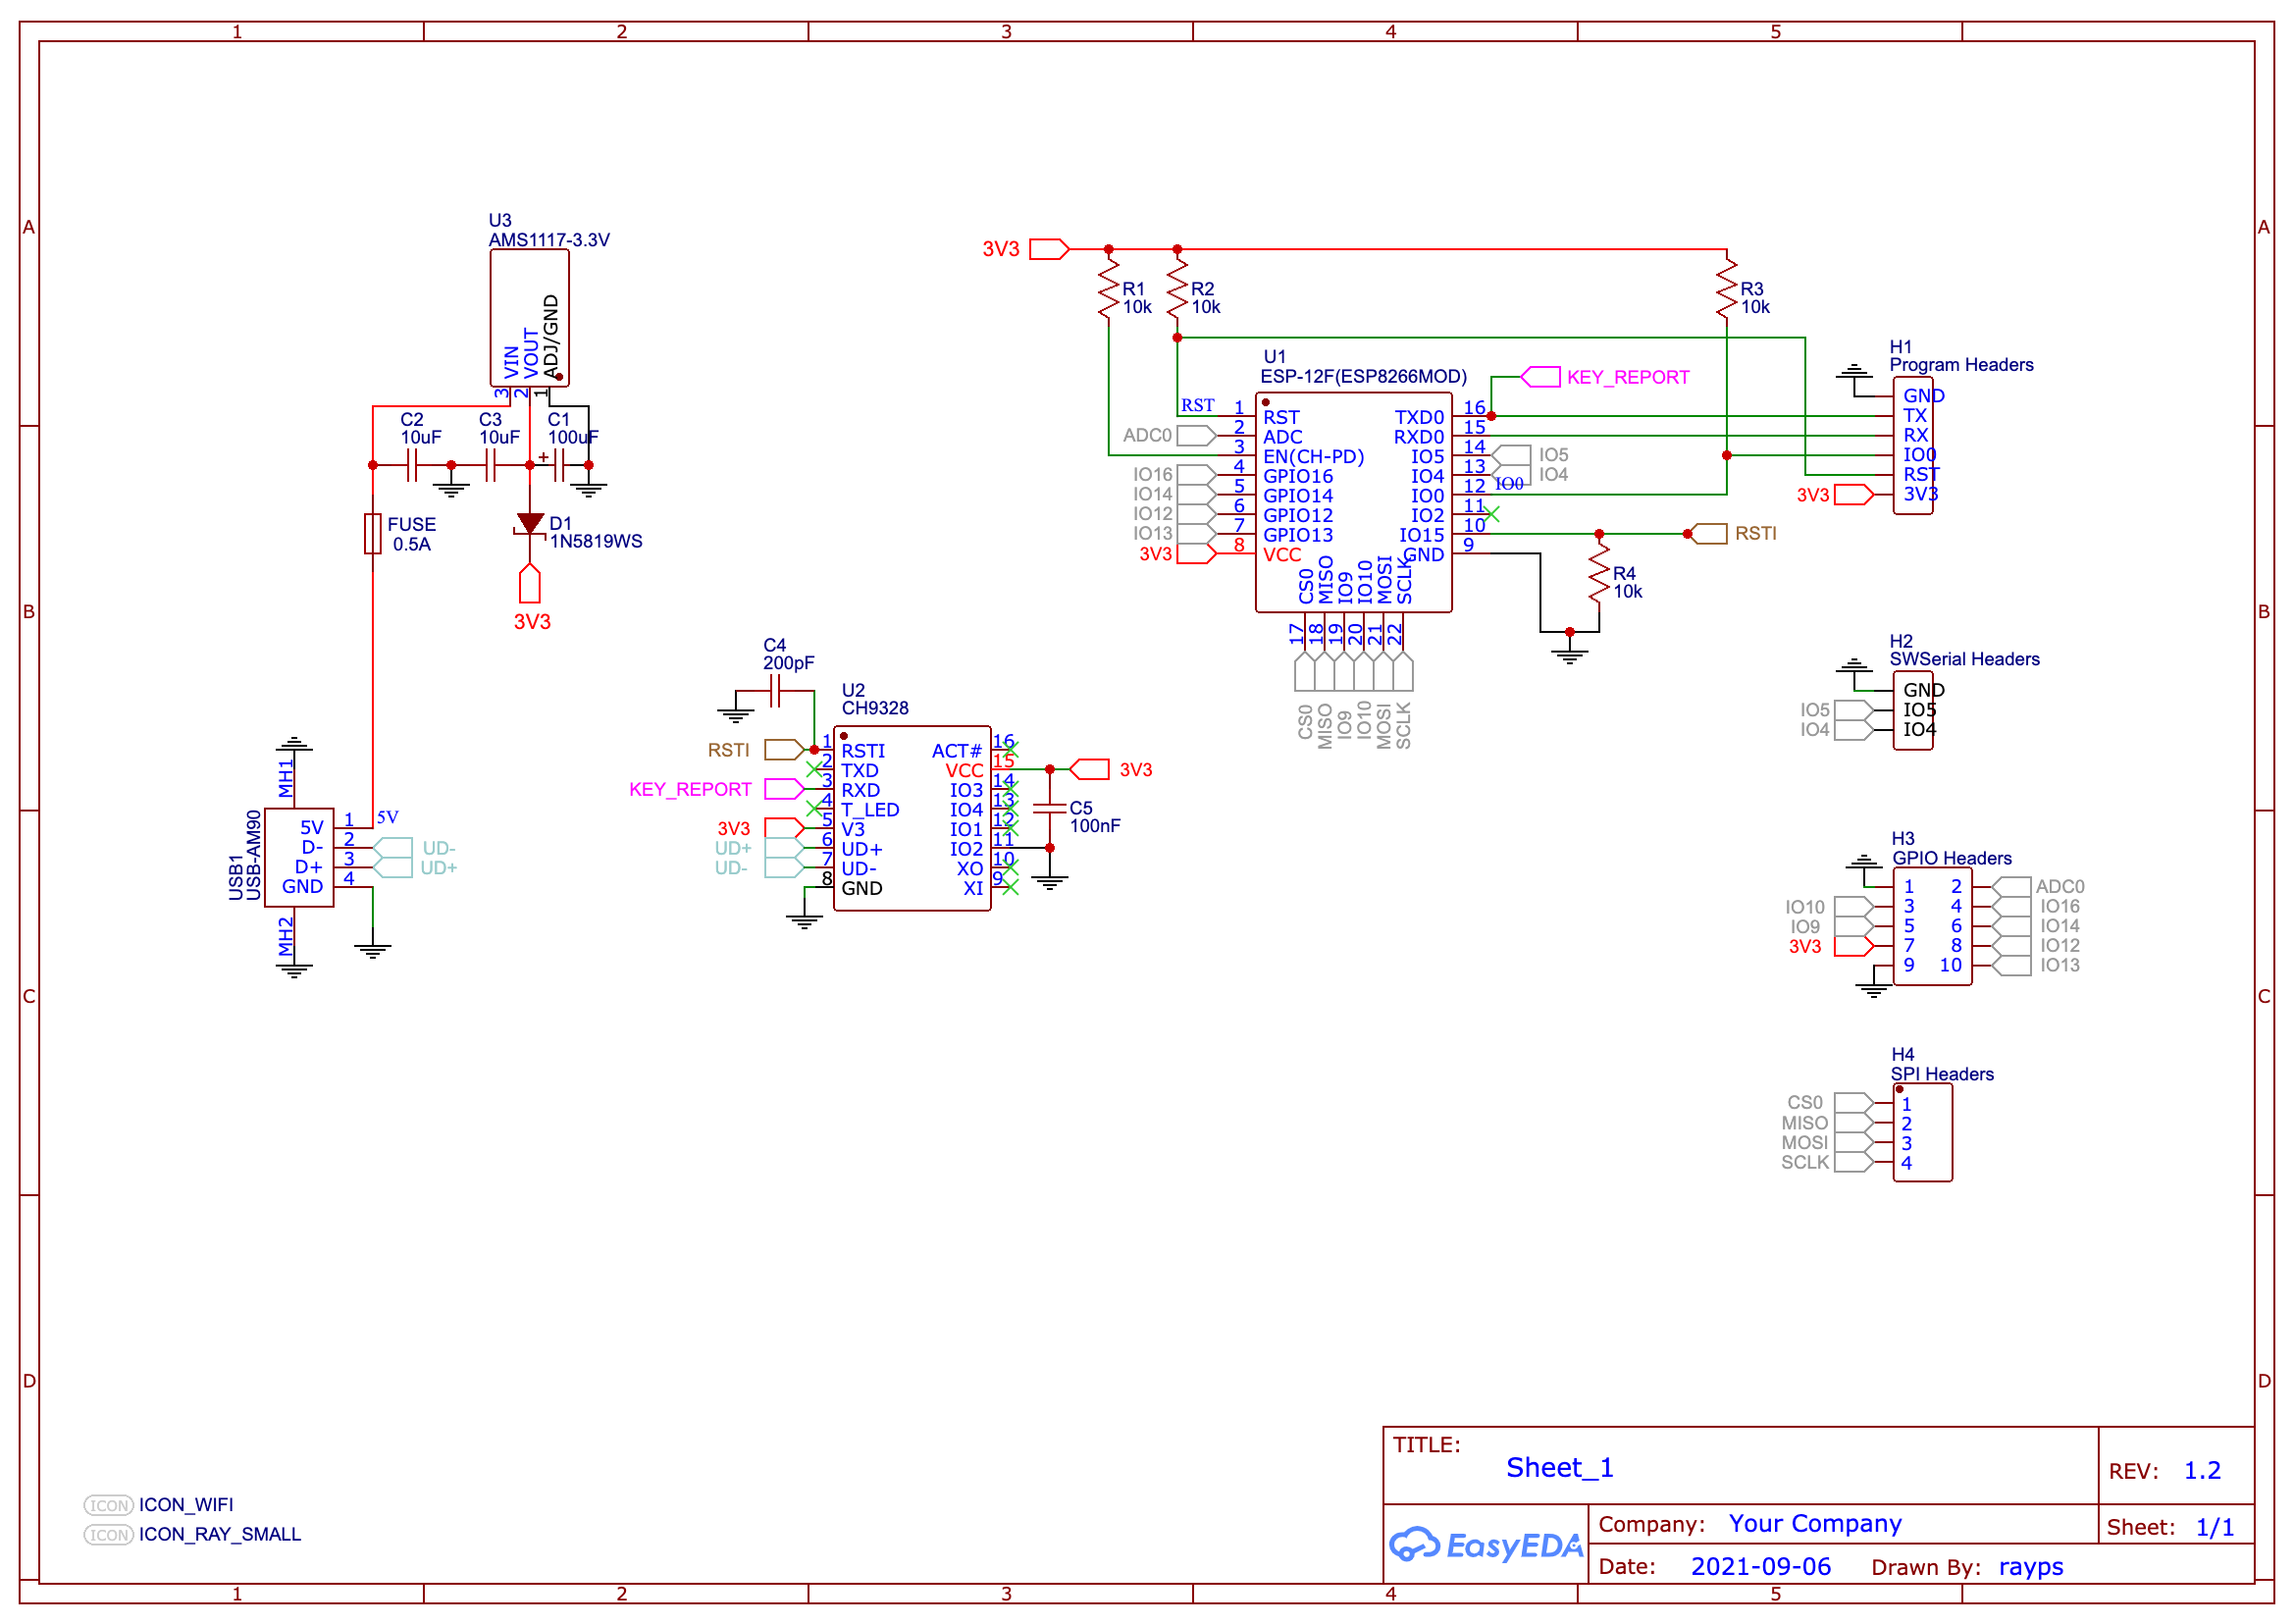 1 2 3 4 5
A
B
C
D
U3
AMS1117-3.3V
VIN
VOUT
ADJ/GND
3
2
1
C2
10uF
C3
10uF
C1
100uF
+
FUSE
0.5A
D1
1N5819WS
3V3
USB1
USB-AM90
MH1
MH2
5V 1 5V
D- 2 UD-
D+ 3 UD+
GND 4
C4
200pF
U2
CH9328
RSTI 1 RSTI
2 TXD
KEY_REPORT 3 RXD
4 T_LED
3V3 5 V3
UD+ 6 UD+
UD- 7 UD-
8 GND
ACT# 16
VCC 15 3V3
IO3 14
IO4 13
IO1 12
IO2 11
XO 10
XI 9
C5
100nF
3V3
R1
10k
R2
10k
R3
10k
U1
ESP-12F(ESP8266MOD)
RST 1 RST
ADC0 2 ADC
3 EN(CH-PD)
IO16 4 GPIO16
IO14 5 GPIO14
IO12 6 GPIO12
IO13 7 GPIO13
3V3 8 VCC
TXD0 16 KEY_REPORT
RXD0 15
IO5 14 IO5
IO4 13 IO4
IO0 12 IO0
IO2 11
IO15 10 RSTI
GND 9
CS0 17 CS0
MISO 18 MISO
IO9 19 IO9
IO10 20 IO10
MOSI 21 MOSI
SCLK 22 SCLK
R4
10k
H1
Program Headers
GND
TX
RX
IO0
RST
3V3 3V3
H2
SWSerial Headers
GND
IO5 IO5
IO4 IO4
H3
GPIO Headers
1 2 ADC0
IO10 3 4 IO16
IO9 5 6 IO14
3V3 7 8 IO12
9 10 IO13
H4
SPI Headers
CS0 1
MISO 2
MOSI 3
SCLK 4
ICON ICON_WIFI
ICON ICON_RAY_SMALL
TITLE:
Sheet_1
REV: 1.2
EasyEDA
Company: Your Company
Sheet: 1/1
Date: 2021-09-06 Drawn By: rayps
A
B
C
D
1 2 3 4 5